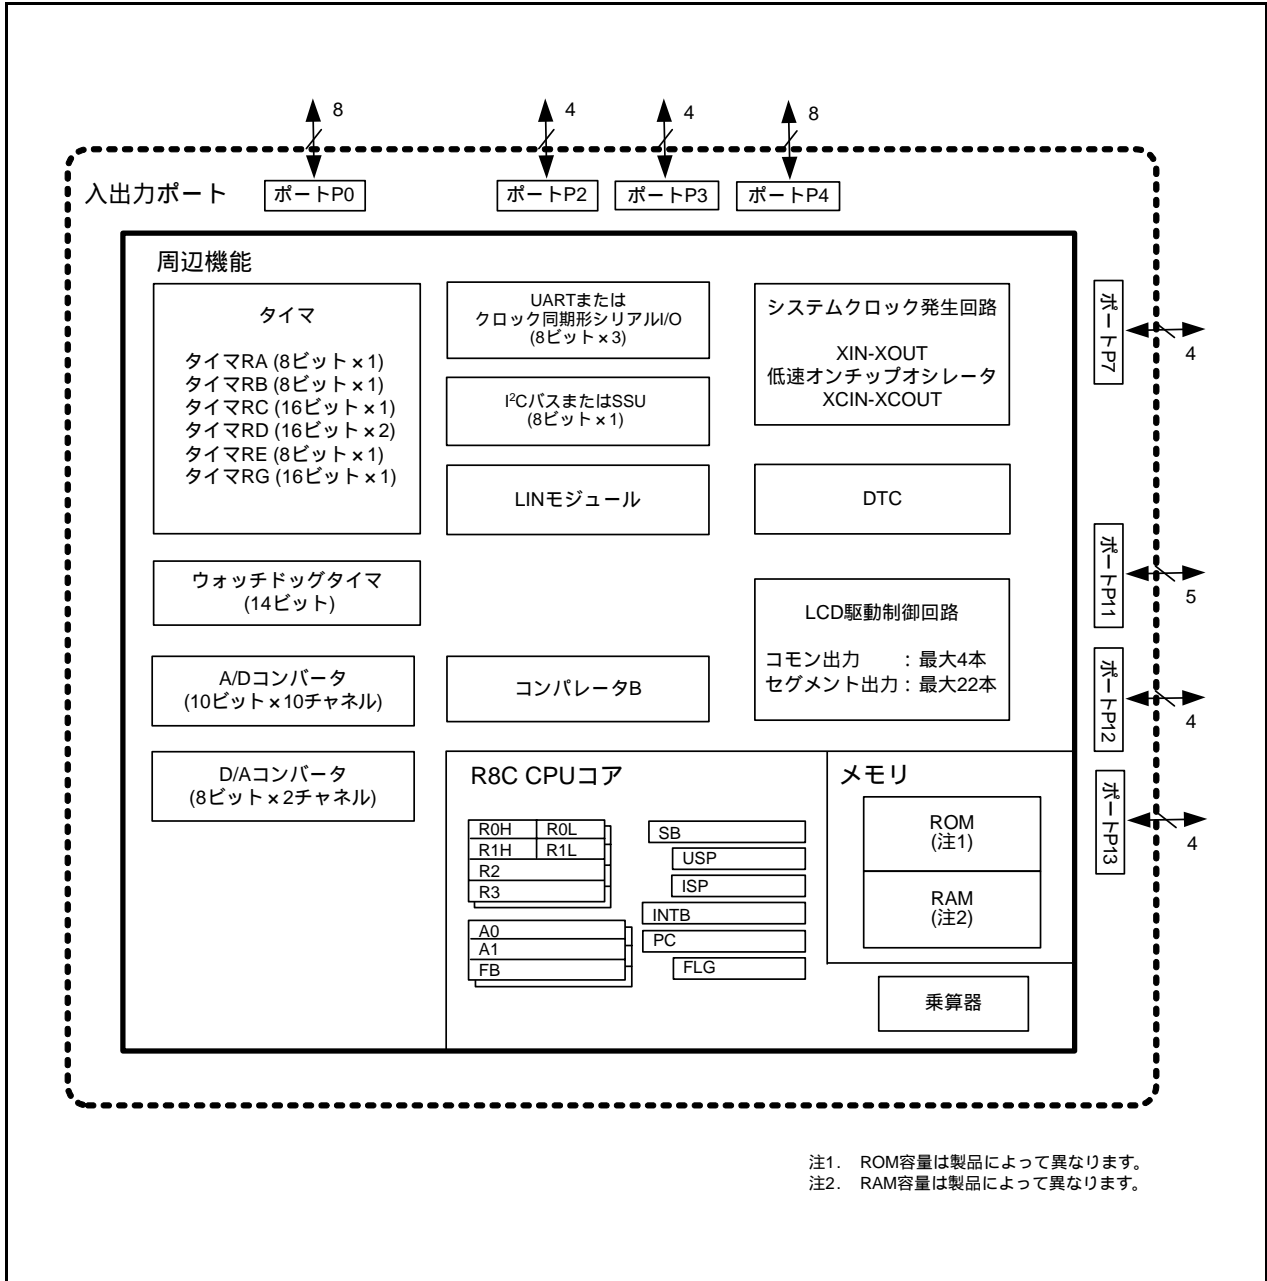 8
4
4
8
入出力ポート
ポートP0
ポートP2
ポートP3
ポートP4
周辺機能
タイマ
タイマRA (8ビット×1)
タイマRB (8ビット×1)
タイマRC (16ビット×1)
タイマRD (16ビット×2)
タイマRE (8ビット×1)
タイマRG (16ビット×1)
ウォッチドッグタイマ
(14ビット)
A/Dコンバータ
(10ビット×10チャネル)
D/Aコンバータ
(8ビット×2チャネル)
UARTまたは
クロック同期形シリアルI/O
(8ビット×3)
I²CバスまたはSSU
(8ビット×1)
LINモジュール
コンパレータB
システムクロック発生回路
XIN-XOUT
低速オンチップオシレータ
XCIN-XCOUT
DTC
LCD駆動制御回路
コモン出力 : 最大4本
セグメント出力 : 最大22本
R8C CPUコア
R0H R0L
R1H R1L
R2
R3
A0
A1
FB
SB
USP
ISP
INTB
PC
FLG
メモリ
ROM
(注1)
RAM
(注2)
乗算器
ポートP7
4
ポートP11
5
ポートP12
4
ポートP13
4
注1. ROM容量は製品によって異なります。
注2. RAM容量は製品によって異なります。